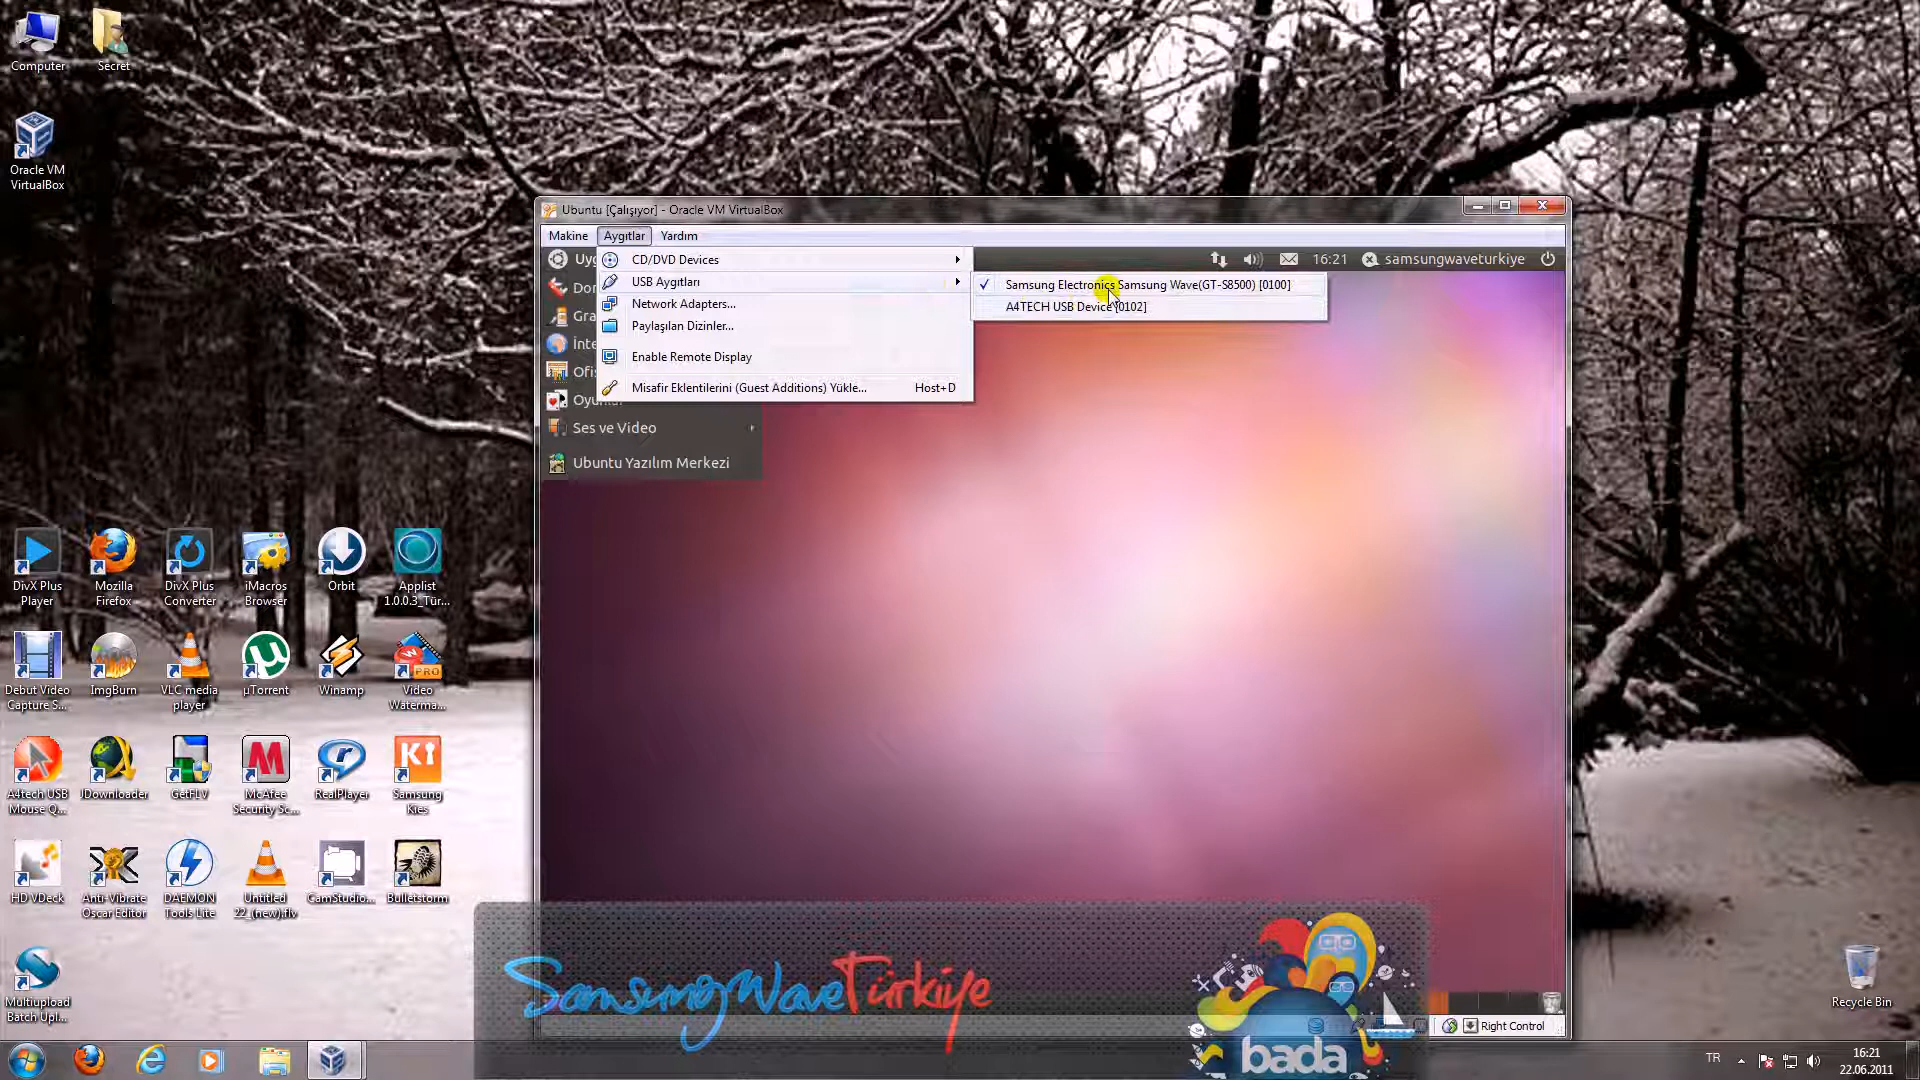 Computer
Secret
Oracle VM
VirtualBox
Ubuntu [Çalışıyor] - Oracle VM VirtualBox
Makine
Aygıtlar
Yardım
Uyg
Don
Gra
İnte
Ofis
Oyunlar
Ses ve Video
Ubuntu Yazılım Merkezi
CD/DVD Devices
USB Aygıtları
Network Adapters...
Paylaşılan Dizinler...
Enable Remote Display
Misafir Eklentilerini (Guest Additions) Yükle...
Host+D
Samsung Electronics Samsung Wave(GT-S8500) [0100]
A4TECH USB Device [0102]
16:21
samsungwaveturkiye
DivX Plus
Player
Mozilla
Firefox
DivX Plus
Converter
iMacros
Browser
Orbit
Applist
1.0.0.3_Tür...
Debut Video
Capture S...
ImgBurn
VLC media
player
µTorrent
Winamp
PRO
Video
Waterma...
A4tech USB
Mouse Q...
JDownloader
GetFLV
McAfee
Security Sc...
RealPlayer
Ki
Samsung
Kies
HD VDeck
Anti-Vibrate
Oscar Editor
DAEMON
Tools Lite
Untitled
22_(new).flv
CamStudio...
Bulletstorm
Multiupload
Batch Upl...
SamsungWaveTürkiye
bada
Right Control
Recycle Bin
TR
16:21
22.06.2011